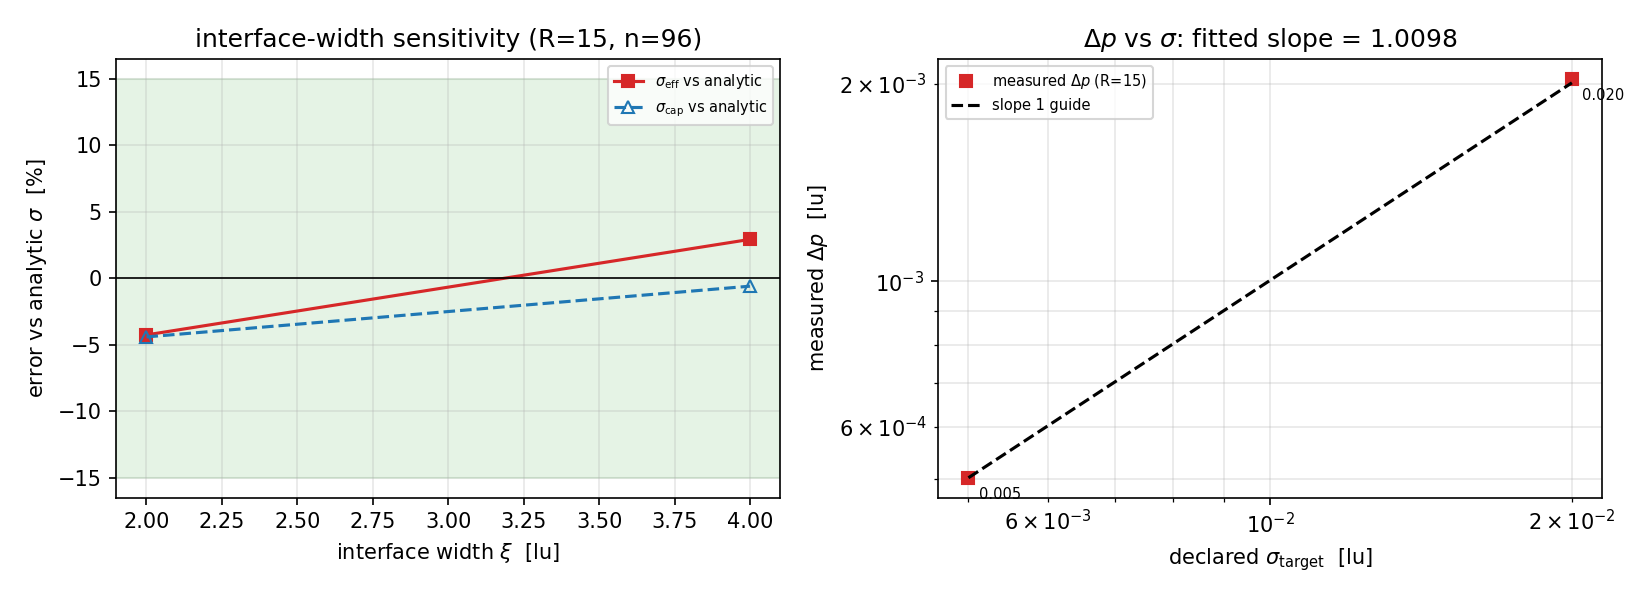 interface-width sensitivity (R=15, n=96)
σeff vs analytic
σcap vs analytic
error vs analytic σ [%]
15
10
5
0
−5
−10
−15
2.00 2.25 2.50 2.75 3.00 3.25 3.50 3.75 4.00
interface width ξ [lu]
Δp vs σ: fitted slope = 1.0098
measured Δp (R=15)
slope 1 guide
measured Δp [lu]
2 × 10⁻³
10⁻³
6 × 10⁻⁴
0.020
0.005
6 × 10⁻³ 10⁻² 2 × 10⁻²
declared σtarget [lu]